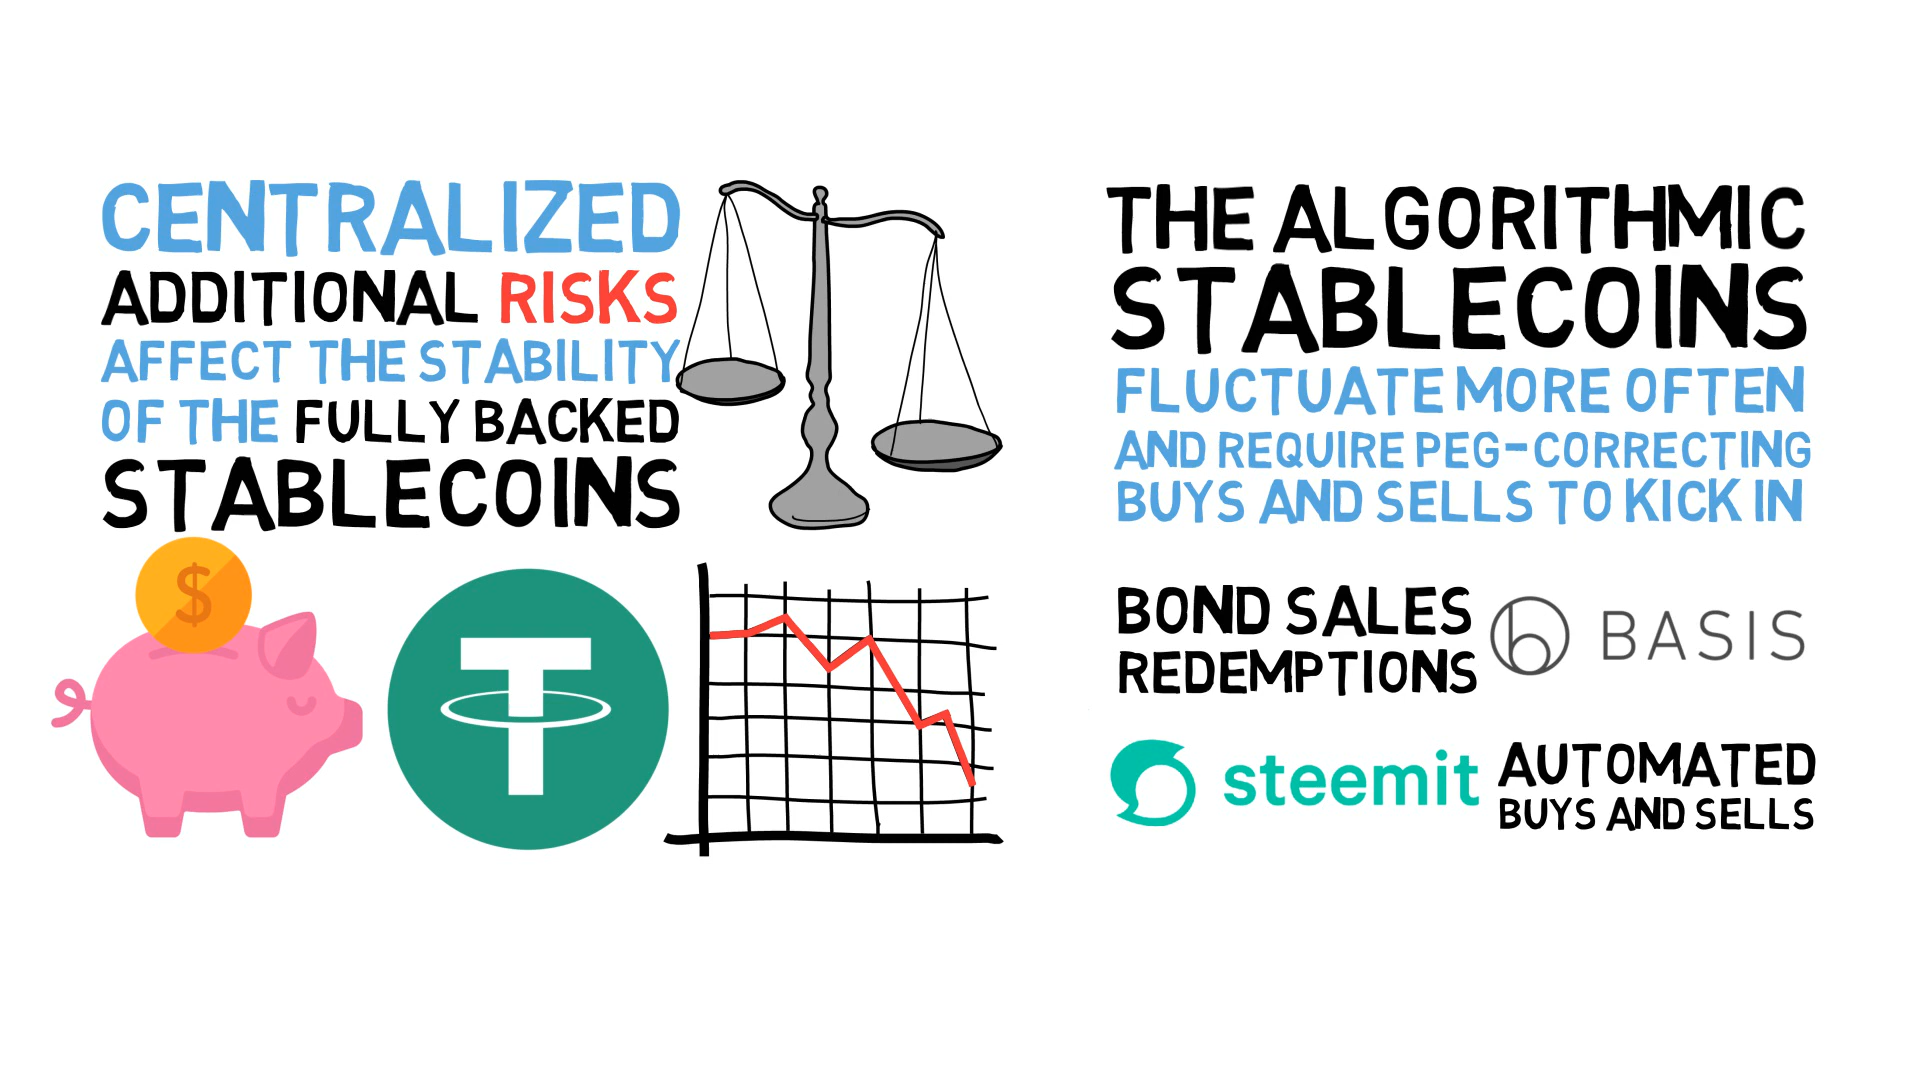 CENTRALIZED
ADDITIONAL RISKS
AFFECT THE STABILITY
OF THE FULLY BACKED
STABLECOINS
$
T
THE ALGORITHMIC
STABLECOINS
FLUCTUATE MORE OFTEN
AND REQUIRE PEG-CORRECTING
BUYS AND SELLS TO KICK IN
BOND SALES
REDEMPTIONS
b BASIS
steemit
AUTOMATED
BUYS AND SELLS